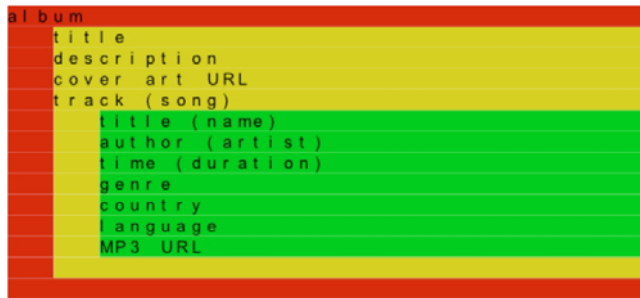 album
title
description
cover art URL
track (song)
title (name)
author (artist)
time (duration)
genre
country
language
MP3 URL